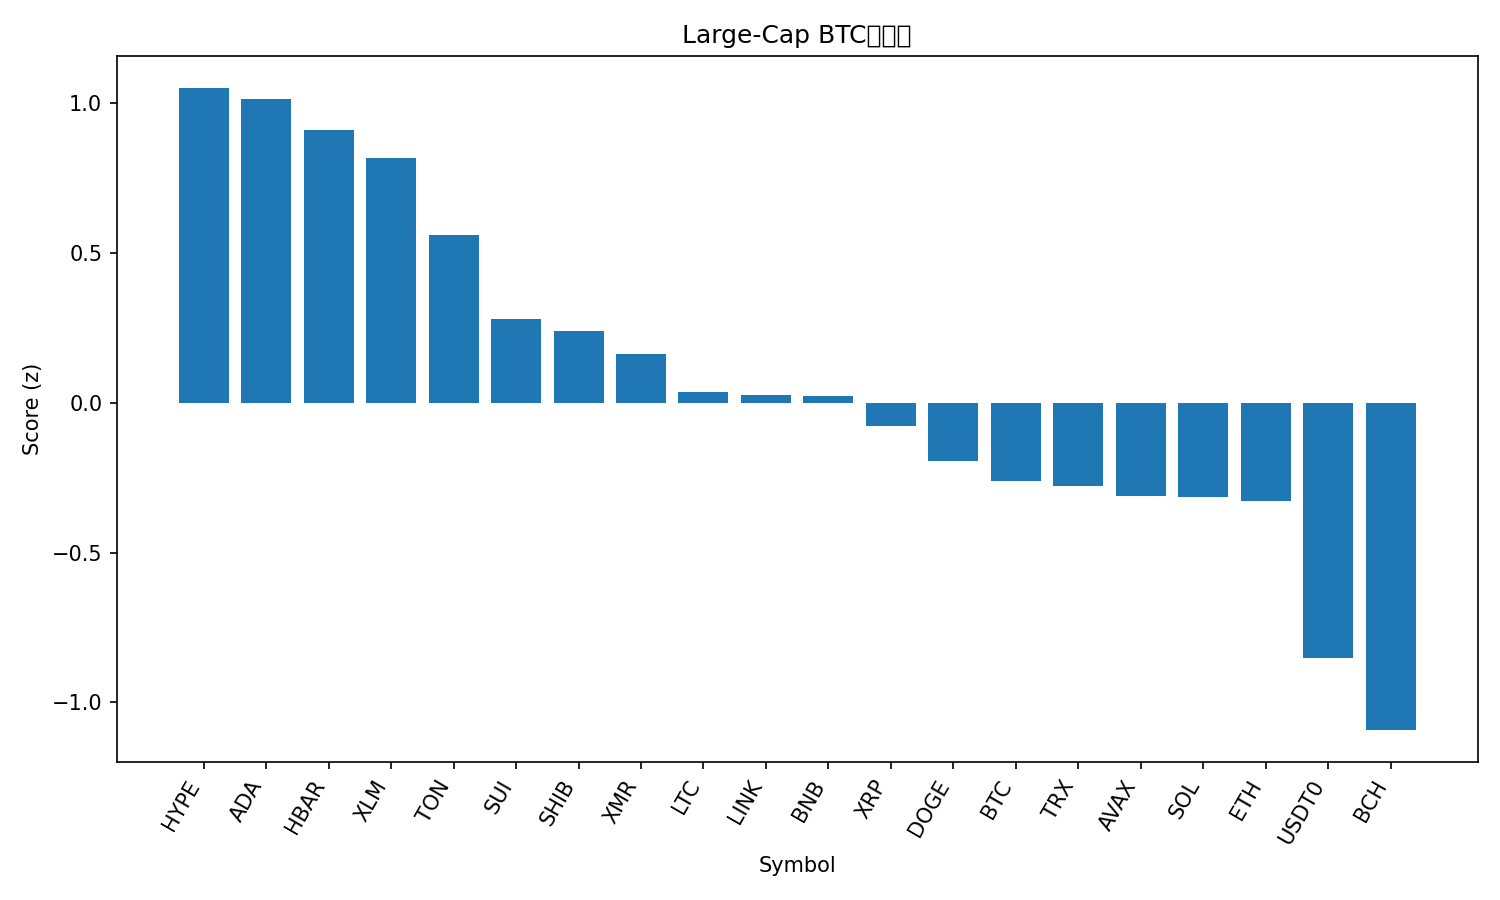 Large-Cap BTC
1.0
0.5
0.0
−0.5
−1.0
Score (z)
HYPE
ADA
HBAR
XLM
TON
SUI
SHIB
XMR
LTC
LINK
BNB
XRP
DOGE
BTC
TRX
AVAX
SOL
ETH
USDT0
BCH
Symbol